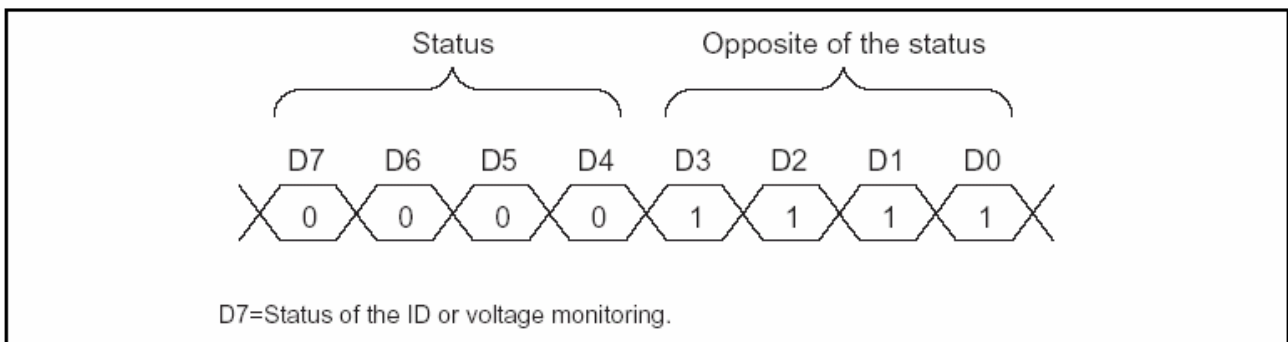 Status Opposite of the status
D7 D6 D5 D4 D3 D2 D1 D0
0 0 0 0 1 1 1 1
D7=Status of the ID or voltage monitoring.